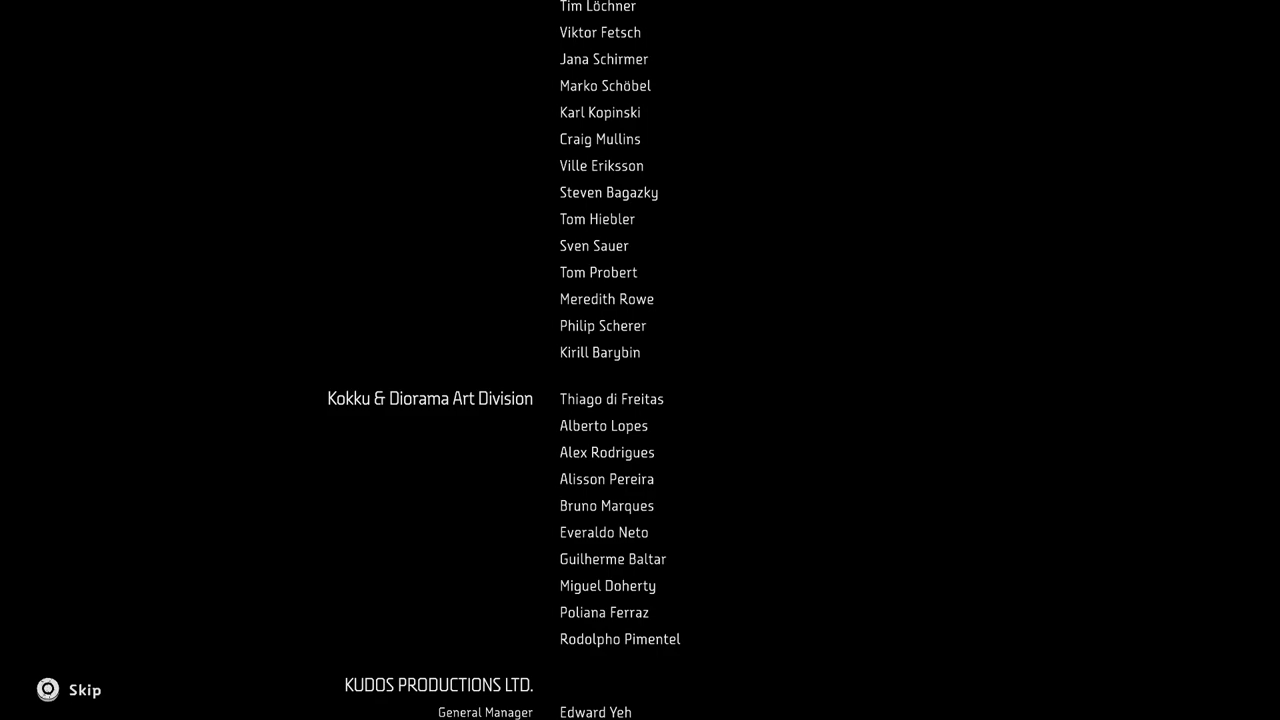 Tim Löchner
Viktor Fetsch
Jana Schirmer
Marko Schöbel
Karl Kopinski
Craig Mullins
Ville Eriksson
Steven Bagazky
Tom Hiebler
Sven Sauer
Tom Probert
Meredith Rowe
Philip Scherer
Kirill Barybin
Kokku & Diorama Art Division Thiago di Freitas
Alberto Lopes
Alex Rodrigues
Alisson Pereira
Bruno Marques
Everaldo Neto
Guilherme Baltar
Miguel Doherty
Poliana Ferraz
Rodolpho Pimentel
KUDOS PRODUCTIONS LTD.
Skip
General Manager Edward Yeh